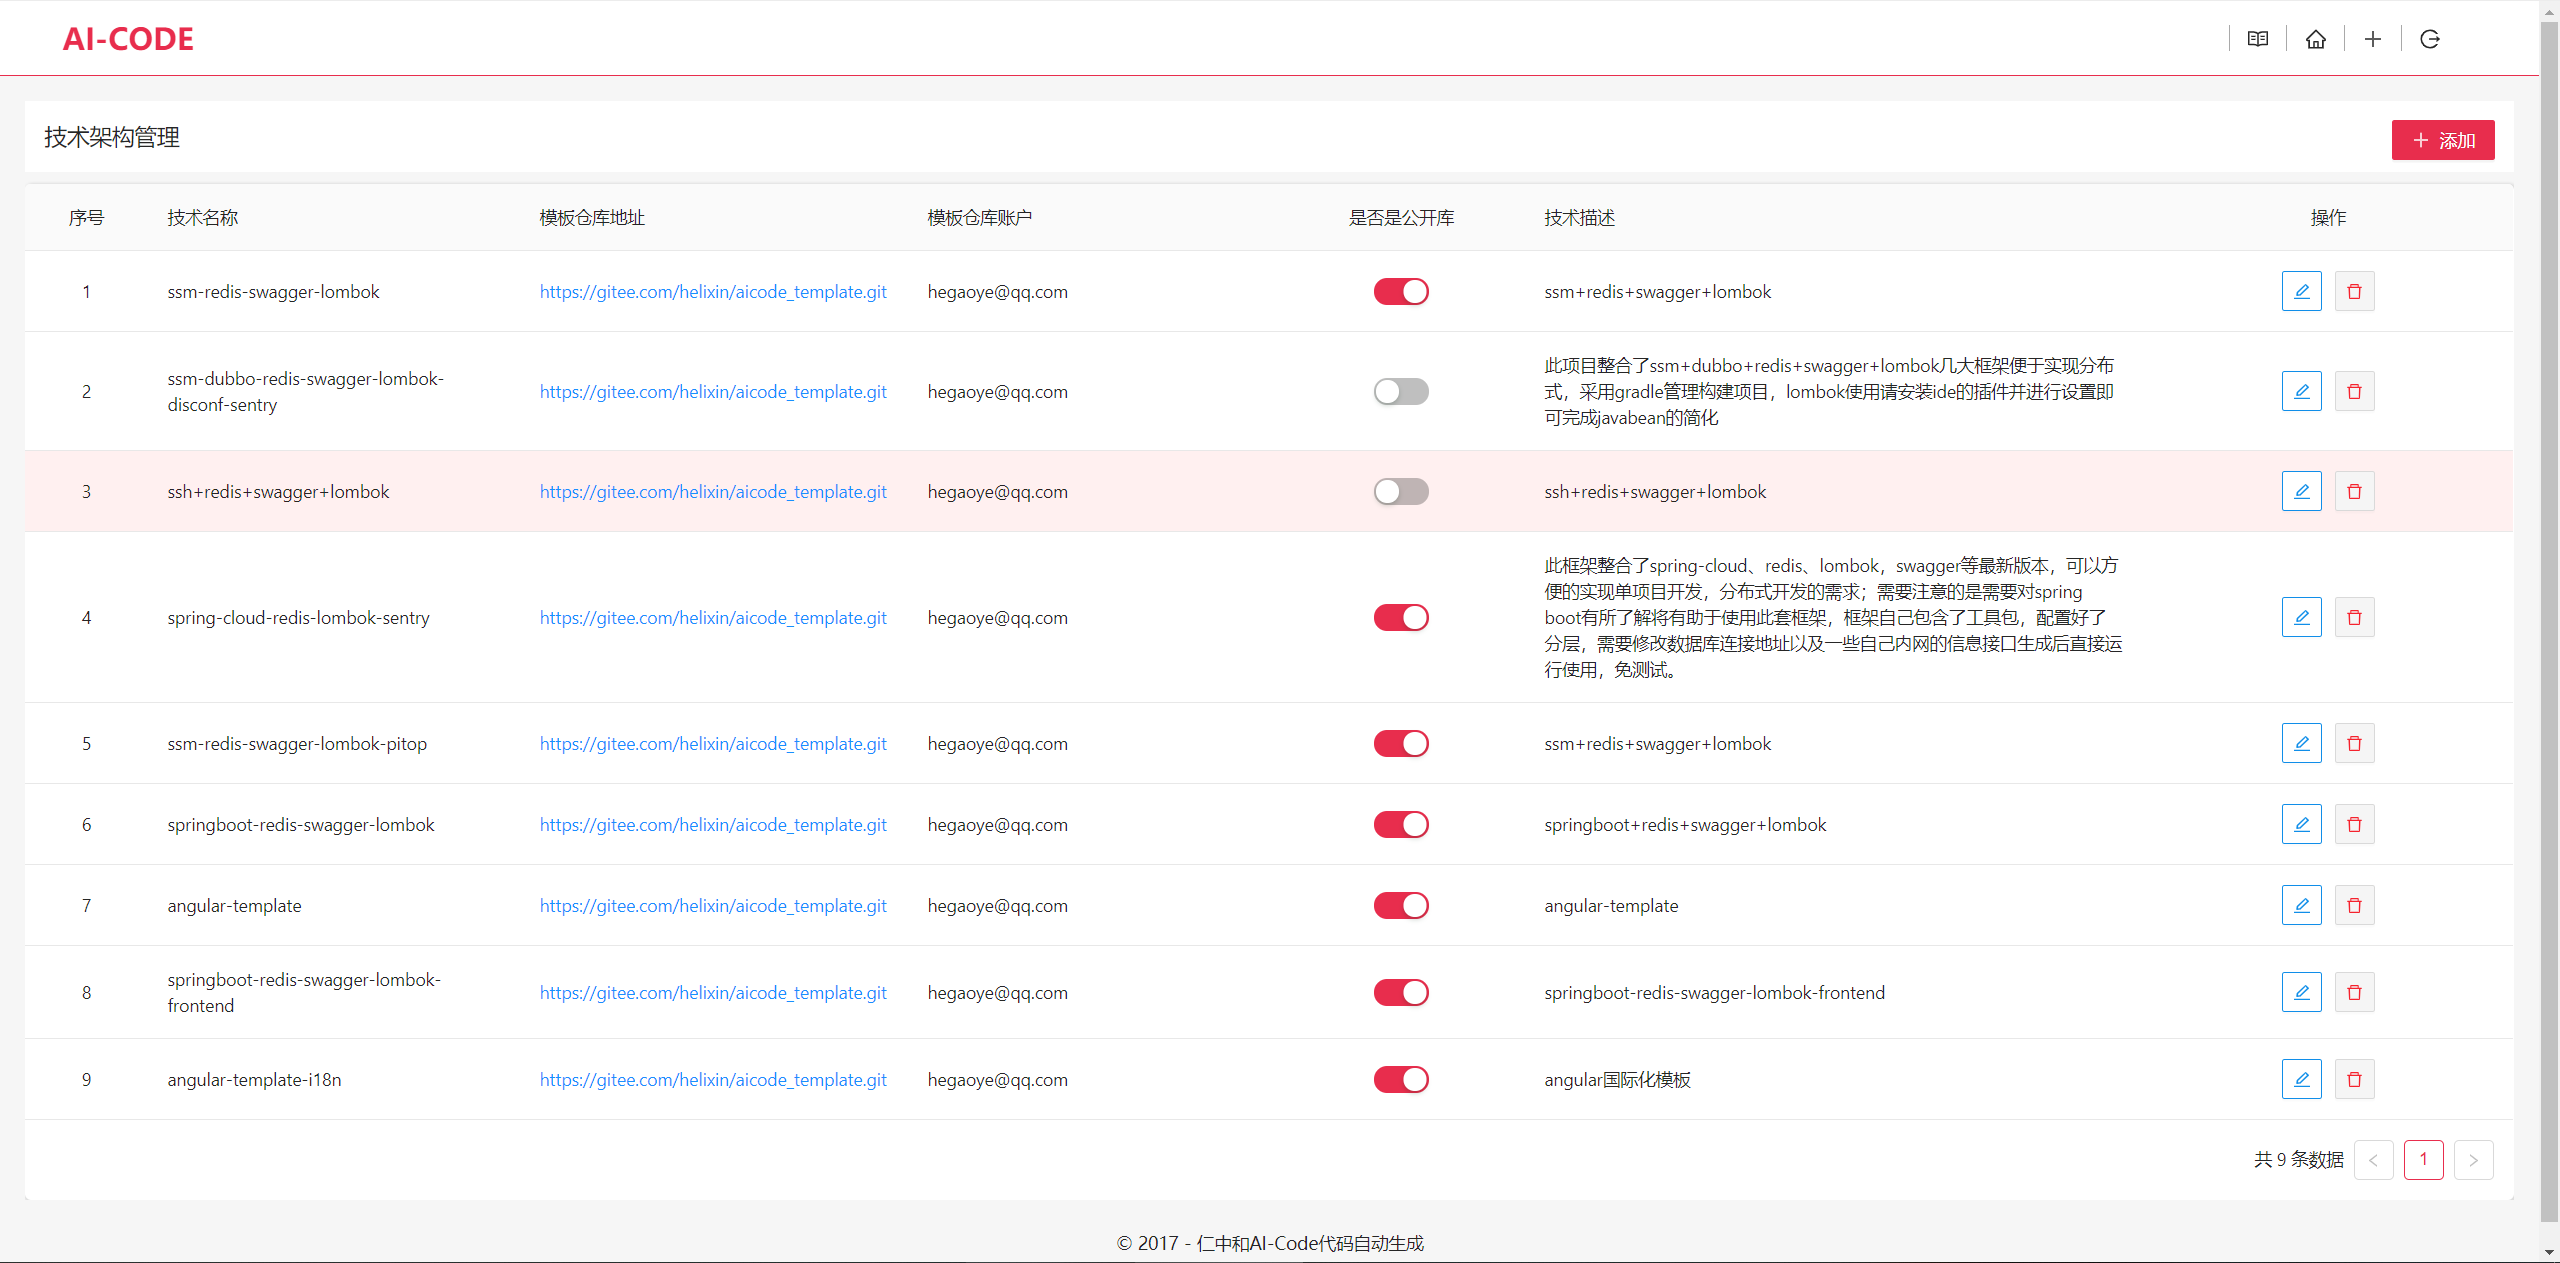 AI-CODE
技术架构管理
添加
序号 技术名称 模板仓库地址 模板仓库账户 是否是公开库 技术描述 操作
1 ssm-redis-swagger-lombok https://gitee.com/helixin/aicode_template.git hegaoye@qq.com ssm+redis+swagger+lombok
2 ssm-dubbo-redis-swagger-lombok-
disconf-sentry https://gitee.com/helixin/aicode_template.git hegaoye@qq.com 此项目整合了ssm+dubbo+redis+swagger+lombok几大框架便于实现分布
式，采用gradle管理构建项目，lombok使用请安装ide的插件并进行设置即
可完成javabean的简化
3 ssh+redis+swagger+lombok https://gitee.com/helixin/aicode_template.git hegaoye@qq.com ssh+redis+swagger+lombok
4 spring-cloud-redis-lombok-sentry https://gitee.com/helixin/aicode_template.git hegaoye@qq.com 此框架整合了spring-cloud、redis、lombok，swagger等最新版本，可以方
便的实现单项目开发，分布式开发的需求；需要注意的是需要对spring
boot有所了解将有助于使用此套框架，框架自己包含了工具包，配置好了
分层，需要修改数据库连接地址以及一些自己内网的信息接口生成后直接运
行使用，免测试。
5 ssm-redis-swagger-lombok-pitop https://gitee.com/helixin/aicode_template.git hegaoye@qq.com ssm+redis+swagger+lombok
6 springboot-redis-swagger-lombok https://gitee.com/helixin/aicode_template.git hegaoye@qq.com springboot+redis+swagger+lombok
7 angular-template https://gitee.com/helixin/aicode_template.git hegaoye@qq.com angular-template
8 springboot-redis-swagger-lombok-
frontend https://gitee.com/helixin/aicode_template.git hegaoye@qq.com springboot-redis-swagger-lombok-frontend
9 angular-template-i18n https://gitee.com/helixin/aicode_template.git hegaoye@qq.com angular国际化模板
共 9 条数据 < 1 >
© 2017 - 仁中和AI-Code代码自动生成